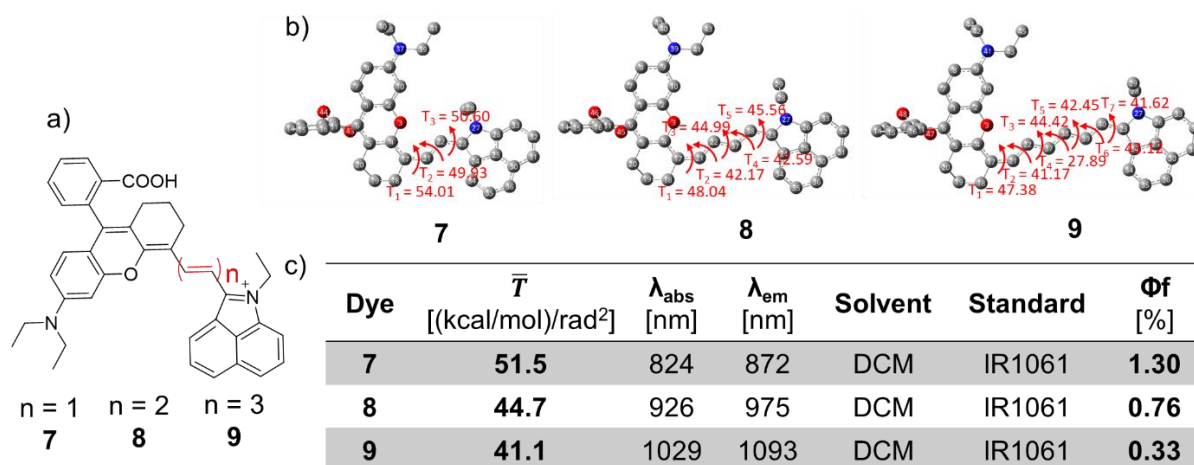 a)
COOH
O
N
n
+
N
n = 1 n = 2 n = 3
7 8 9
b)
T₃ = 50.60
T₂ = 49.93
T₁ = 54.01
7
T₅ = 45.56
T₃ = 44.99
T₄ = 42.59
T₂ = 42.17
T₁ = 48.04
8
T₅ = 42.45
T₇ = 41.62
T₃ = 44.42
T₄ = 27.89
T₂ = 41.17
T₁ = 47.38
9
c)
Dye T̅ λabs λem Solvent Standard Φf
[(kcal/mol)/rad²] [nm] [nm] [%]
7 51.5 824 872 DCM IR1061 1.30
8 44.7 926 975 DCM IR1061 0.76
9 41.1 1029 1093 DCM IR1061 0.33